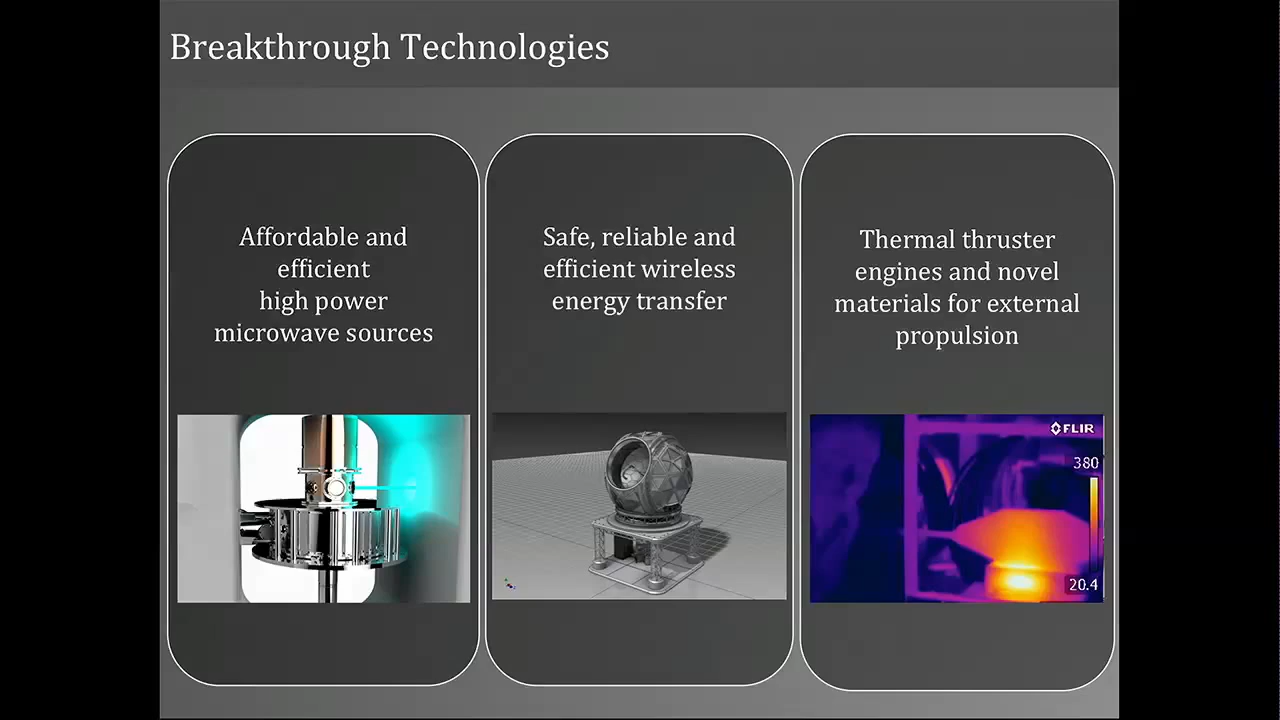 Breakthrough Technologies
Affordable and
efficient
high power
microwave sources
Safe, reliable and
efficient wireless
energy transfer
Thermal thruster
engines and novel
materials for external
propulsion
FLIR
380
20.4